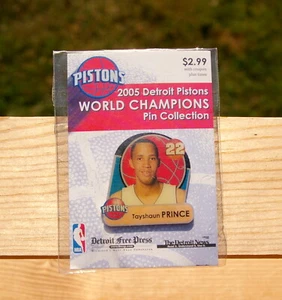 PISTONS
$2.99
2005 Detroit Pistons
WORLD CHAMPIONS
Pin Collection
22
PISTONS
Tayshaun PRINCE
NBA
Detroit Free Press
The Detroit News